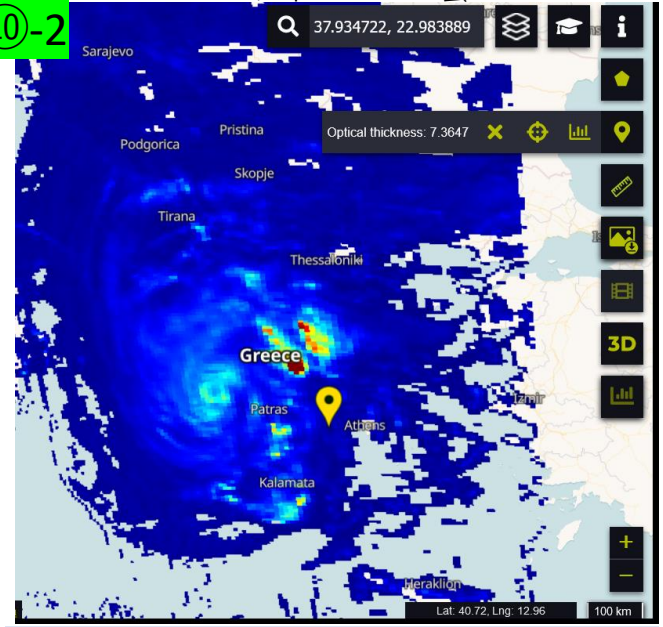 ⑩-2
37.934722, 22.983889
Sarajevo
Optical thickness: 7.3647
Pristina
Podgorica
Skopje
Tirana
Thessaloniki
Greece
3D
Patras
Izmir
Athens
Kalamata
+
−
Heraklion
Lat: 40.72, Lng: 12.96
100 km